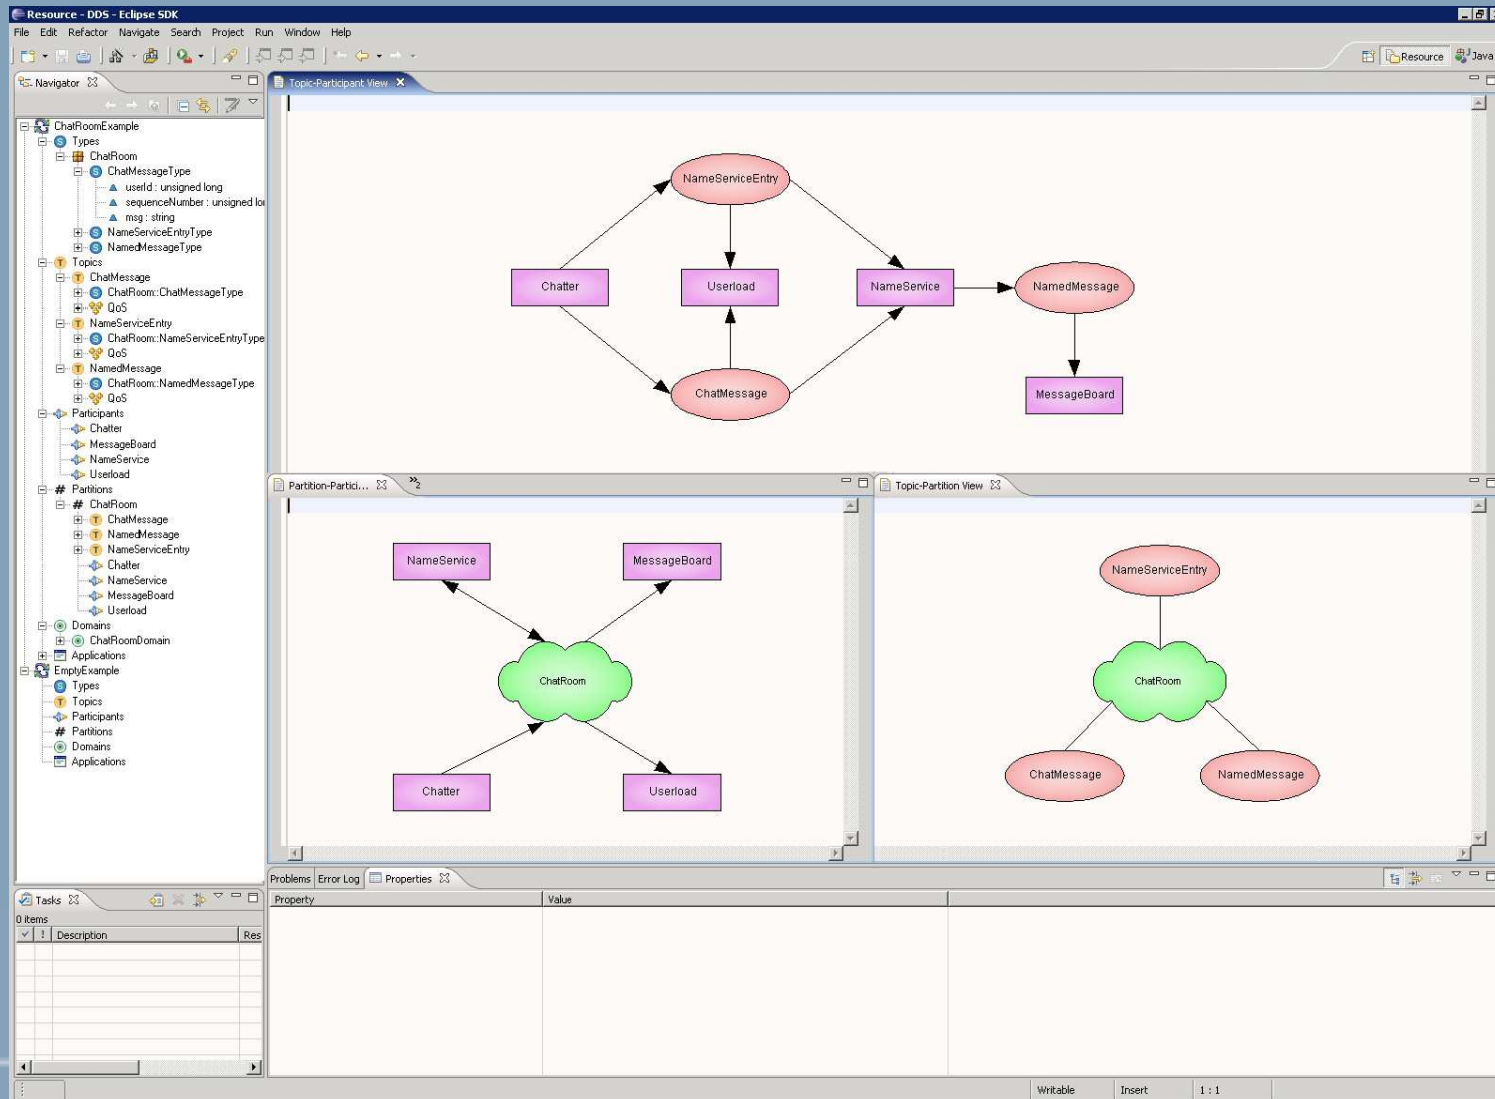 Resource - DDS - Eclipse SDK
File Edit Refactor Navigate Search Project Run Window Help
Resource Java
Navigator
ChatRoomExample
Types
ChatRoom
ChatMessageType
userId : unsigned long
sequenceNumber : unsigned lon
msg : string
NameServiceEntryType
NamedMessageType
Topics
ChatMessage
ChatRoom::ChatMessageType
QoS
NameServiceEntry
ChatRoom::NameServiceEntryType
QoS
NamedMessage
ChatRoom::NamedMessageType
QoS
Participants
Chatter
MessageBoard
NameService
Userload
Partitions
ChatRoom
ChatMessage
NamedMessage
NameServiceEntry
Chatter
NameService
MessageBoard
Userload
Domains
ChatRoomDomain
Applications
EmptyExample
Types
Topics
Participants
Partitions
Domains
Applications
Topic-Participant View
NameServiceEntry
Chatter Userload NameService NamedMessage
ChatMessage MessageBoard
Partition-Partici... »2
NameService MessageBoard
ChatRoom
Chatter Userload
Topic-Partition View
NameServiceEntry
ChatRoom
ChatMessage NamedMessage
Tasks
0 items
! Description Res
Problems Error Log Properties
Property Value
Writable Insert 1 : 1